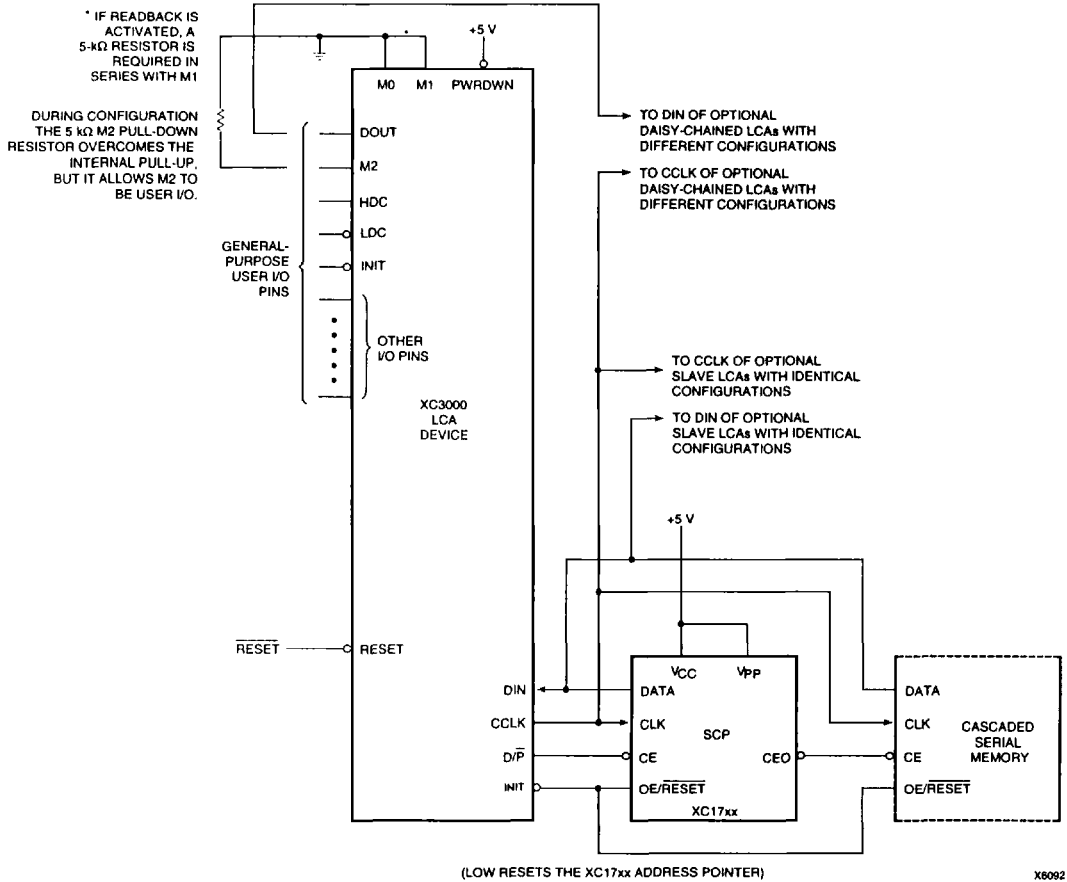 * IF READBACK IS
ACTIVATED, A
5-kΩ RESISTOR IS
REQUIRED IN
SERIES WITH M1
+5 V
M0
M1
PWRDWN
DURING CONFIGURATION
THE 5 kΩ M2 PULL-DOWN
RESISTOR OVERCOMES THE
INTERNAL PULL-UP,
BUT IT ALLOWS M2 TO
BE USER I/O.
*
DOUT
M2
HDC
LDC
INIT
GENERAL-
PURPOSE
USER I/O
PINS
OTHER
I/O PINS
XC3000
LCA
DEVICE
TO DIN OF OPTIONAL
DAISY-CHAINED LCAs WITH
DIFFERENT CONFIGURATIONS
TO CCLK OF OPTIONAL
DAISY-CHAINED LCAs WITH
DIFFERENT CONFIGURATIONS
TO CCLK OF OPTIONAL
SLAVE LCAs WITH IDENTICAL
CONFIGURATIONS
TO DIN OF OPTIONAL
SLAVE LCAs WITH IDENTICAL
CONFIGURATIONS
+5 V
RESET
RESET
DIN
CCLK
D/P
INIT
VCC
VPP
DATA
CLK
SCP
CE
CEO
OE/RESET
XC17xx
DATA
CLK
CE
OE/RESET
CASCADED
SERIAL
MEMORY
(LOW RESETS THE XC17xx ADDRESS POINTER)
X6092